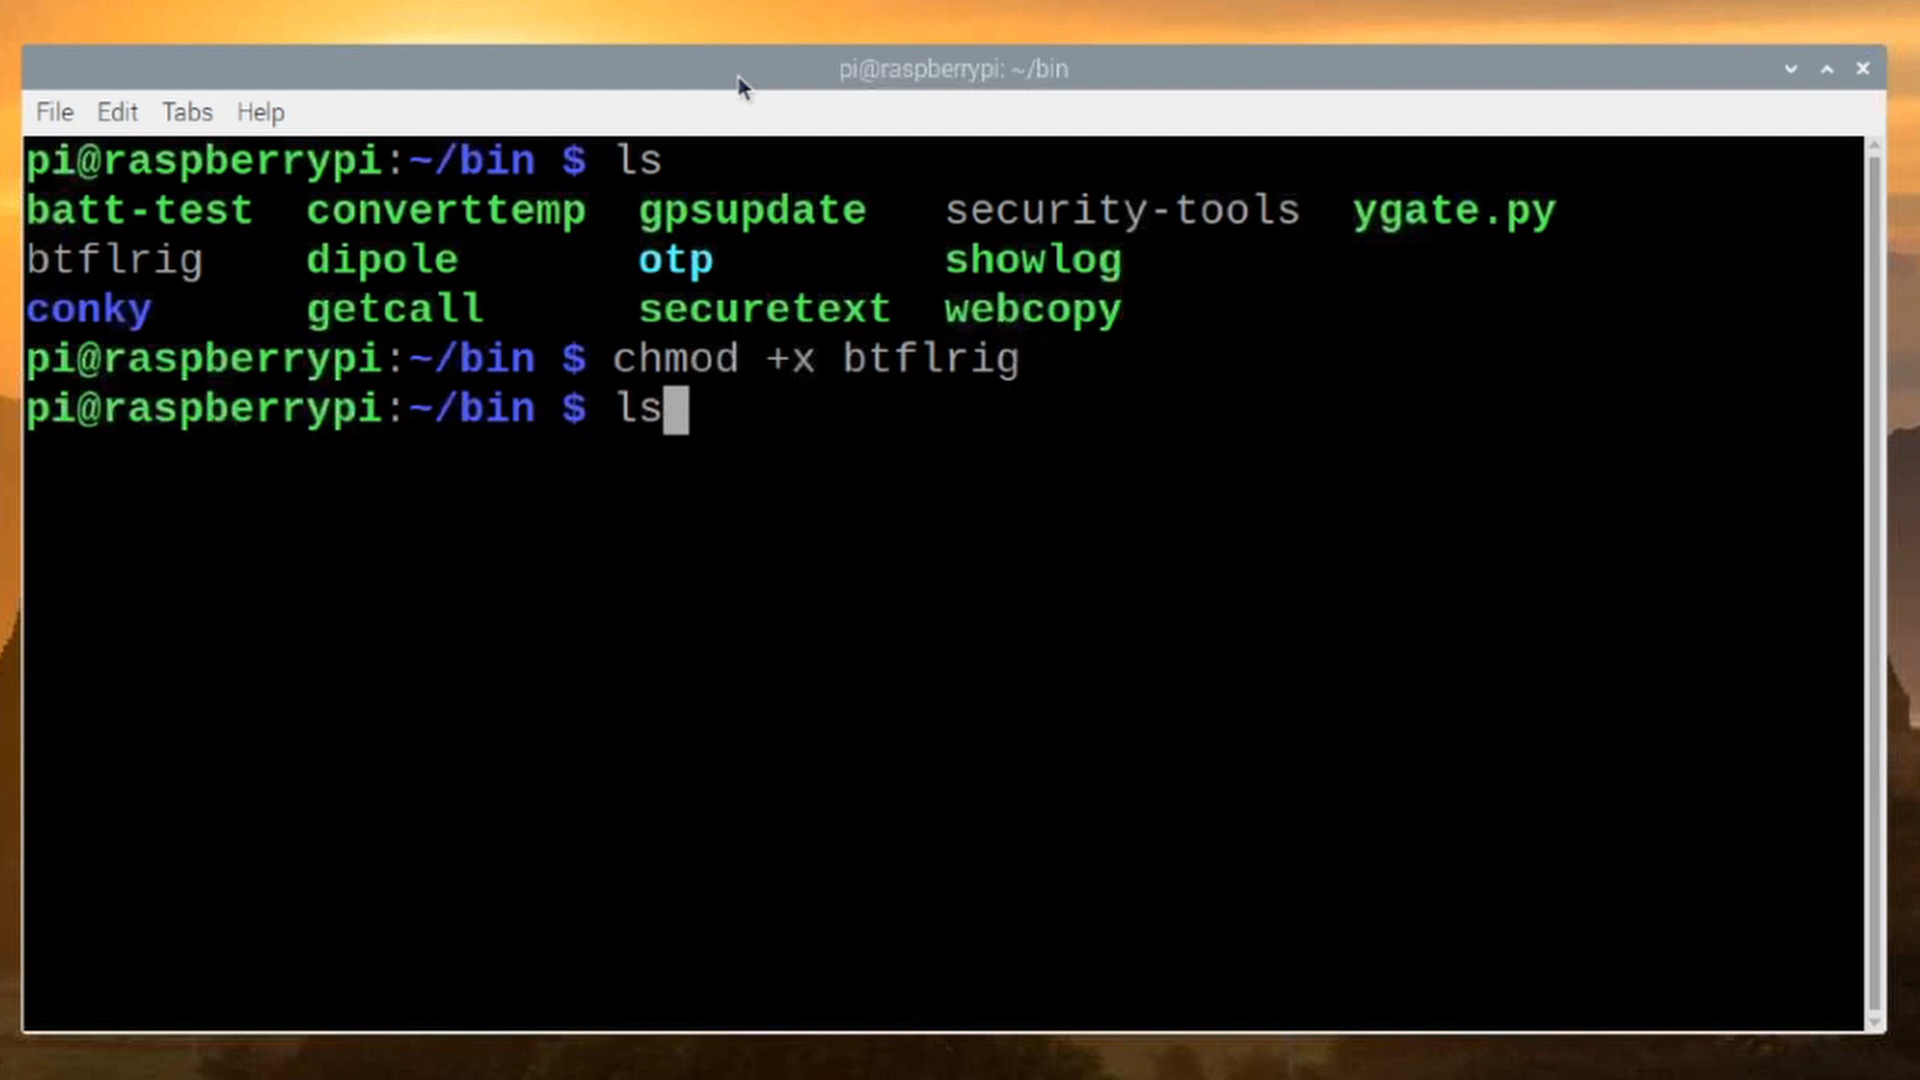 pi@raspberrypi: ~/bin
File Edit Tabs Help
pi@raspberrypi:~/bin $ ls
batt-test converttemp gpsupdate security-tools ygate.py
btflrig dipole otp showlog
conky getcall securetext webcopy
pi@raspberrypi:~/bin $ chmod +x btflrig
pi@raspberrypi:~/bin $ ls